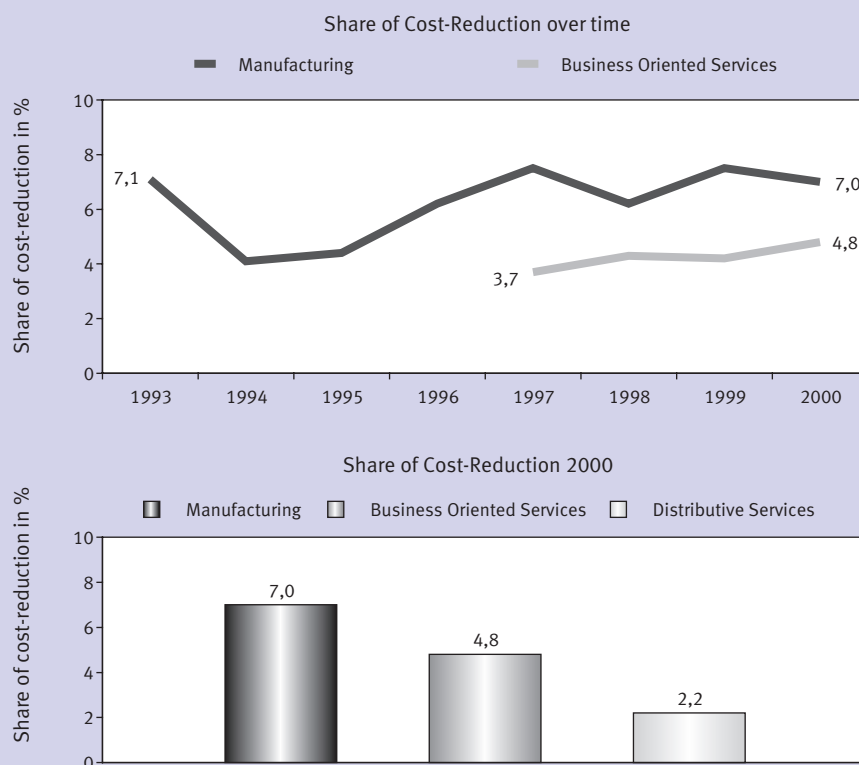 Share of Cost-Reduction over time
Manufacturing Business Oriented Services
Share of cost-reduction in %
10
8
6
4
2
0
7,1
3,7
7,0
4,8
1993 1994 1995 1996 1997 1998 1999 2000
Share of Cost-Reduction 2000
Manufacturing Business Oriented Services Distributive Services
Share of cost-reduction in %
10
8
6
4
2
0
7,0
4,8
2,2